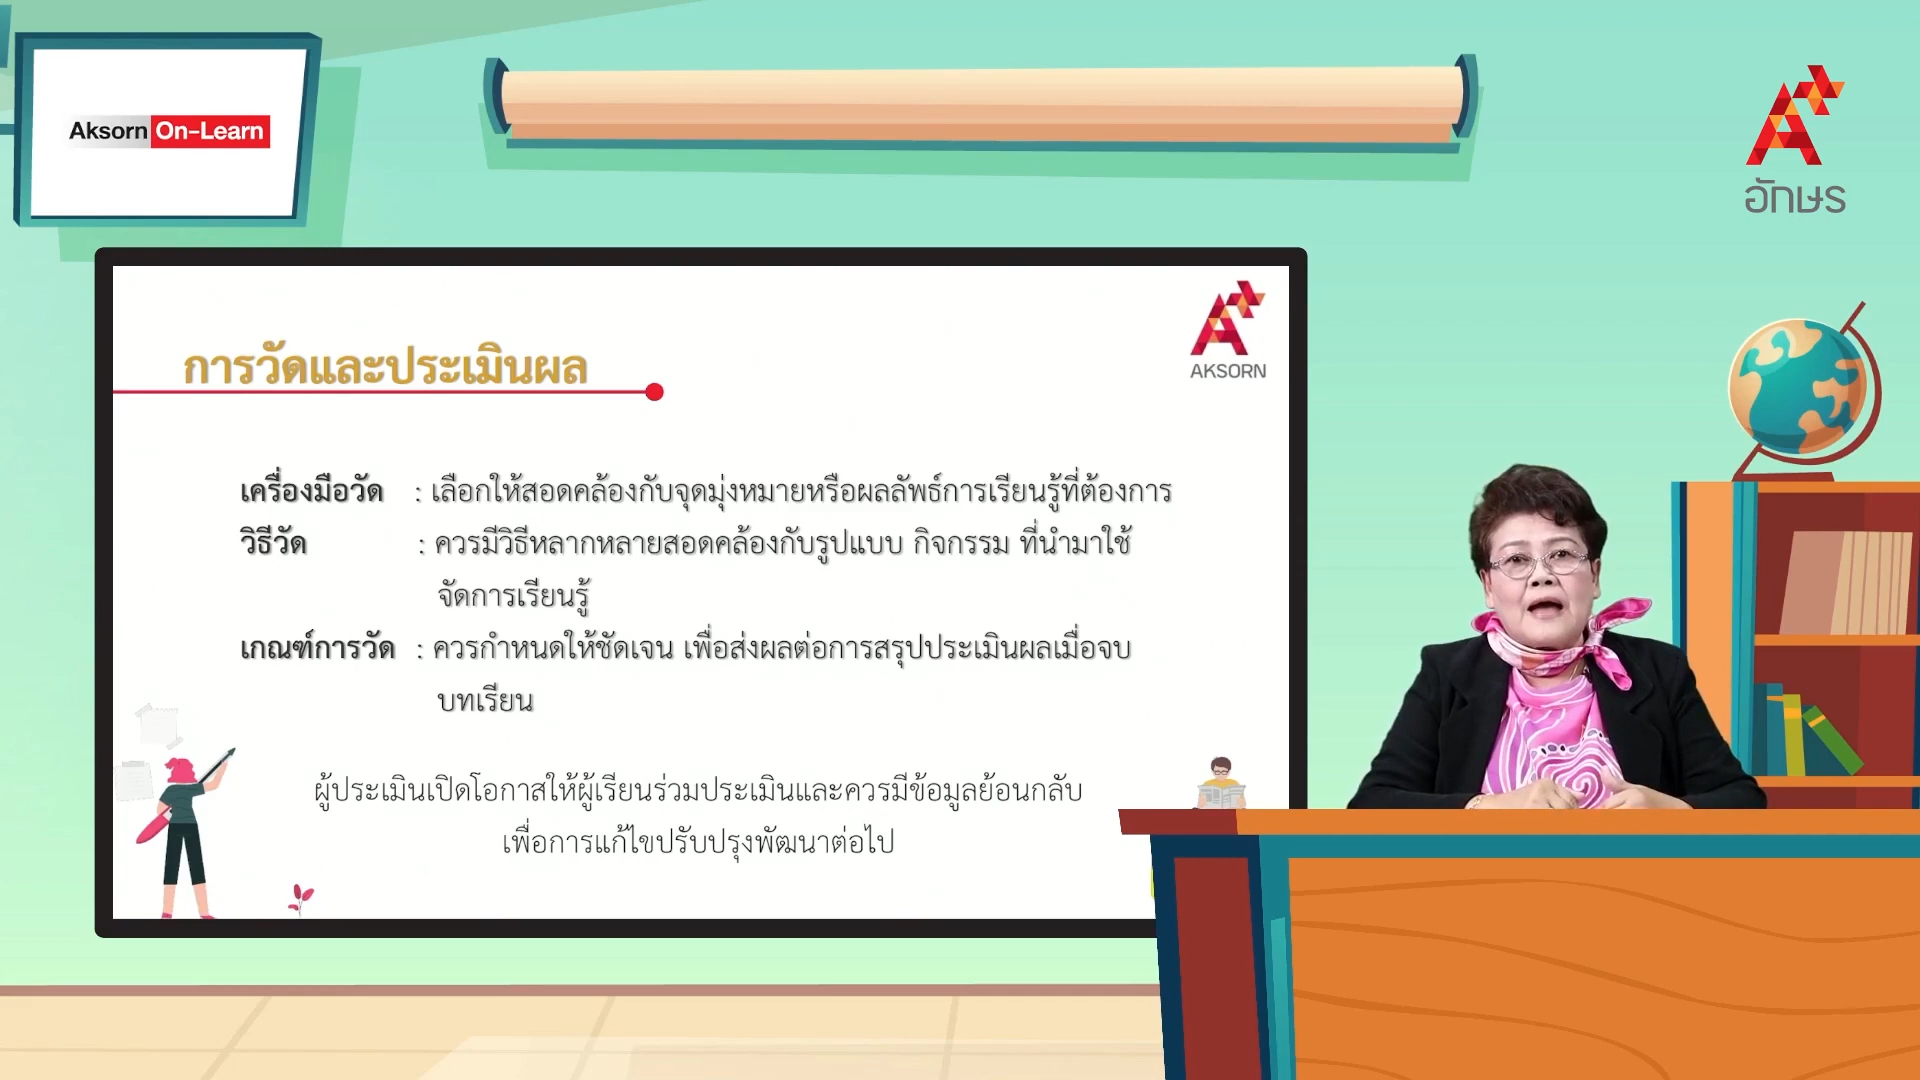 Aksorn On-Learn
อักษร
AKSORN
การวัดและประเมินผล
เครื่องมือวัด : เลือกให้สอดคล้องกับจุดมุ่งหมายหรือผลลัพธ์การเรียนรู้ที่ต้องการ
วิธีวัด : ควรมีวิธีหลากหลายสอดคล้องกับรูปแบบ กิจกรรม ที่นำมาใช้
จัดการเรียนรู้
เกณฑ์การวัด : ควรกำหนดให้ชัดเจน เพื่อส่งผลต่อการสรุปประเมินผลเมื่อจบ
บทเรียน
ผู้ประเมินเปิดโอกาสให้ผู้เรียนร่วมประเมินและควรมีข้อมูลย้อนกลับ
เพื่อการแก้ไขปรับปรุงพัฒนาต่อไป